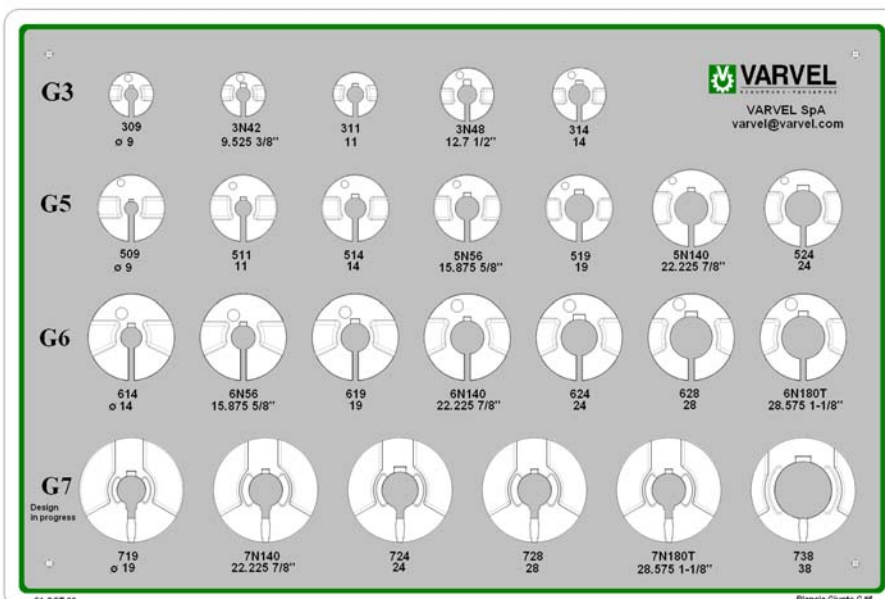 G3
VARVEL
VARVEL SpA
varvel@varvel.com
309 3N42 311 3N48 314
ø 9 9.525 3/8" 11 12.7 1/2" 14
G5
509 511 514 5N56 519 5N140 524
ø 9 11 14 15.875 5/8" 19 22.225 7/8" 24
G6
614 6N56 619 6N140 624 628 6N180T
ø 14 15.875 5/8" 19 22.225 7/8" 24 28 28.575 1-1/8"
G7
Design
in progress
719 7N140 724 728 7N180T 738
ø 19 22.225 7/8" 24 28 28.575 1-1/8" 38